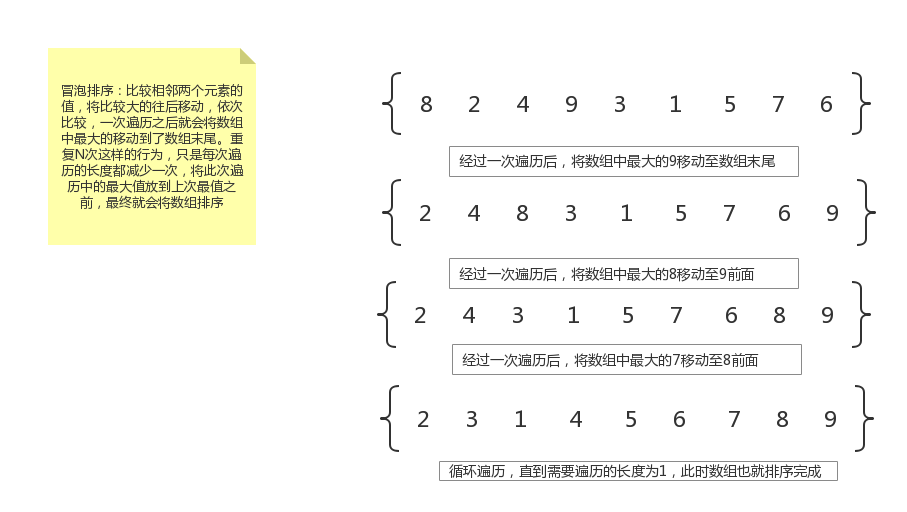 冒泡排序：比较相邻两个元素的
值，将比较大的往后移动，依次
比较，一次遍历之后就会将数组
中最大的移动到了数组末尾。重
复N次这样的行为，只是每次遍
历的长度都减少一次，将此次遍
历中的最大值放到上次最值之
前，最终就会将数组排序
8 2 4 9 3 1 5 7 6
经过一次遍历后，将数组中最大的9移动至数组末尾
2 4 8 3 1 5 7 6 9
经过一次遍历后，将数组中最大的8移动至9前面
2 4 3 1 5 7 6 8 9
经过一次遍历后，将数组中最大的7移动至8前面
2 3 1 4 5 6 7 8 9
循环遍历，直到需要遍历的长度为1，此时数组也就排序完成